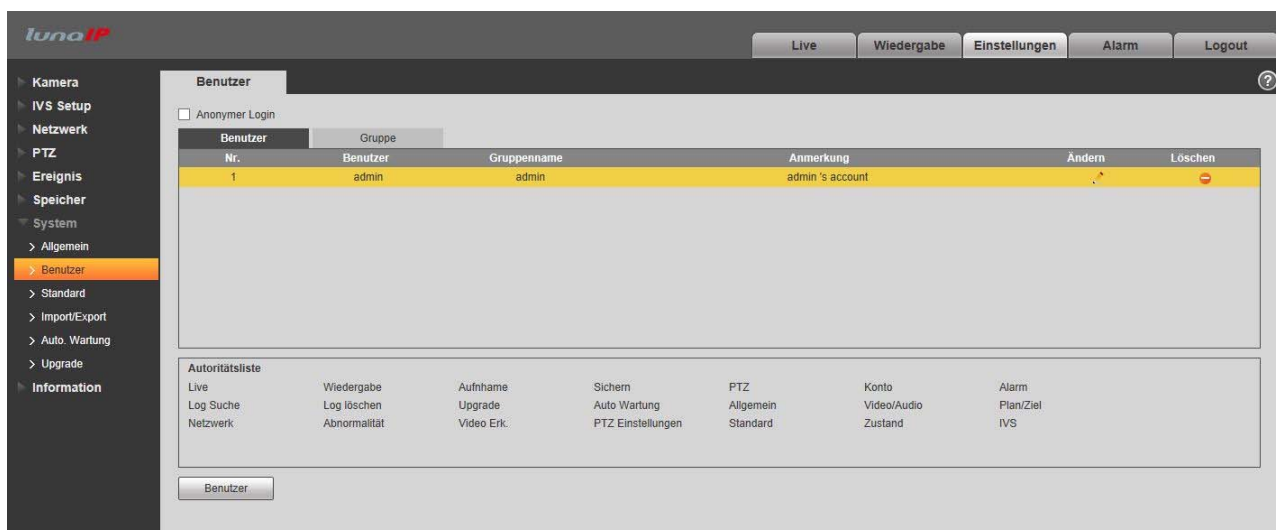 lunaIP
Live Wiedergabe Einstellungen Alarm Logout
Kamera
IVS Setup
Netzwerk
PTZ
Ereignis
Speicher
System
> Allgemein
> Benutzer
> Standard
> Import/Export
> Auto. Wartung
> Upgrade
Information
Benutzer
?
Anonymer Login
Benutzer Gruppe
Nr. Benutzer Gruppenname Anmerkung Ändern Löschen
1 admin admin admin 's account
Autoritätsliste
Live Wiedergabe Aufnhame Sichern PTZ Konto Alarm
Log Suche Log löschen Upgrade Auto Wartung Allgemein Video/Audio Plan/Ziel
Netzwerk Abnormalität Video Erk. PTZ Einstellungen Standard Zustand IVS
Benutzer